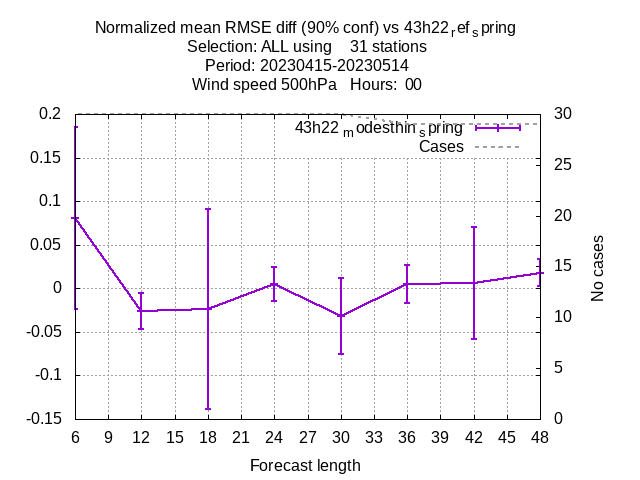 Normalized mean RMSE diff (90% conf) vs 43h22refspring
Selection: ALL using 31 stations
Period: 20230415-20230514
Wind speed 500hPa Hours: 00
43h22modesthinspring
Cases
0.2
0.15
0.1
0.05
0
-0.05
-0.1
-0.15
30
25
20
15
10
5
0
No cases
6 9 12 15 18 21 24 27 30 33 36 39 42 45 48
Forecast length